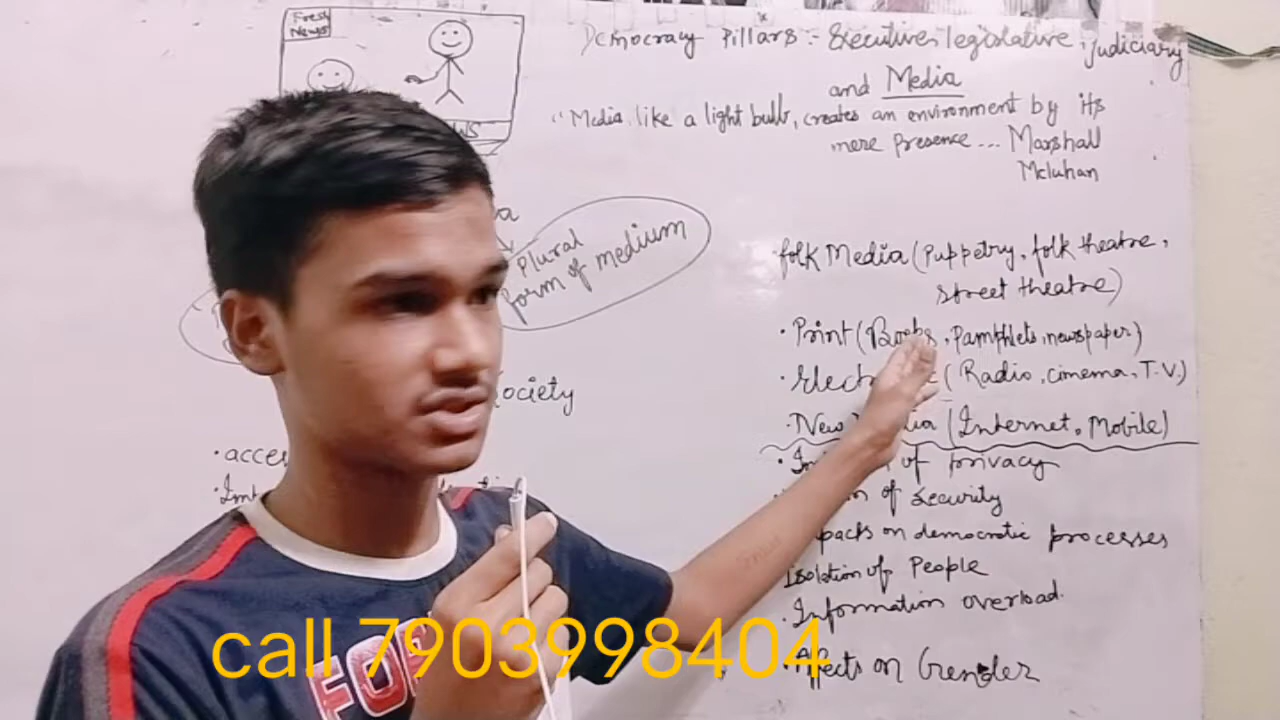 Fresh
News
WS
Democracy Pillars :- Executive, legislative, judiciary
and Media
"Media, like a light bulb, creates an environment by its
mere presence... Marshall
Mcluhan
Plural
form of medium
folk Media (Puppetry, folk theatre,
street theatre)
• Print (Books, Pamphlets, newspaper)
(Radio, cinema, T.V.)
(Internet, Mobile)
ociety
• acce
of privacy
of security
on democratic processes
Isolation of People
• Information overload.
• Affects on Gender
call 7903998404